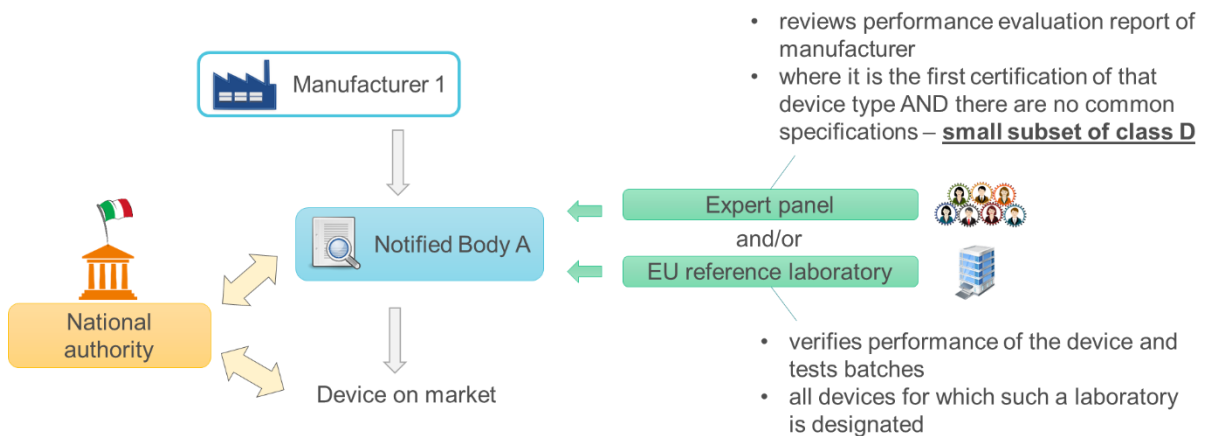 • reviews performance evaluation report of
manufacturer
• where it is the first certification of that
device type AND there are no common
specifications – small subset of class D
Manufacturer 1
Expert panel
Notified Body A
and/or
EU reference laboratory
National
authority
Device on market
• verifies performance of the device and
tests batches
• all devices for which such a laboratory
is designated